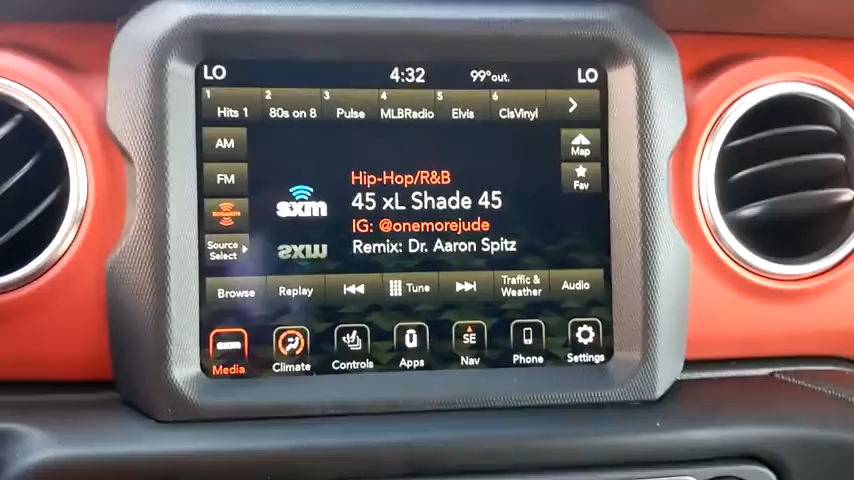 LO 4:32 99°out. LO
1 Hits 1 2 80s on 8 3 Pulse 4 MLBRadio 5 Elvis 6 ClsVinyl
AM
Map
FM
Fav
Hip-Hop/R&B
sxm 45 xL Shade 45
IG: @onemorejude
Remix: Dr. Aaron Spitz
Source
Select
Browse Replay Tune Traffic & Weather Audio
sxm SE
Media Climate Controls Apps Nav Phone Settings